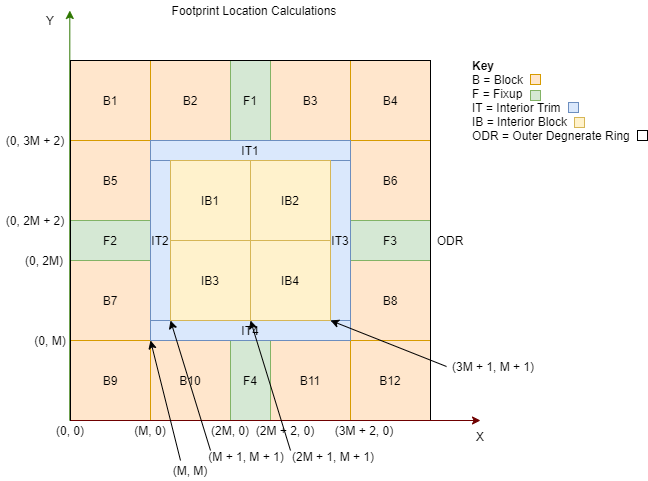 Footprint Location Calculations
Y
Key
B = Block
F = Fixup
IT = Interior Trim
IB = Interior Block
ODR = Outer Degnerate Ring
B1 B2 F1 B3 B4
(0, 3M + 2)
IT1
B5 B6
IB1 IB2
(0, 2M + 2)
F2 IT2 IT3 F3 ODR
(0, 2M)
IB3 IB4
B7 B8
IT4
(0, M)
(3M + 1, M + 1)
B9 B10 F4 B11 B12
(0, 0) (M, 0) (2M, 0) (2M + 2, 0) (3M + 2, 0)
X
(M + 1, M + 1) (2M + 1, M + 1)
(M, M)